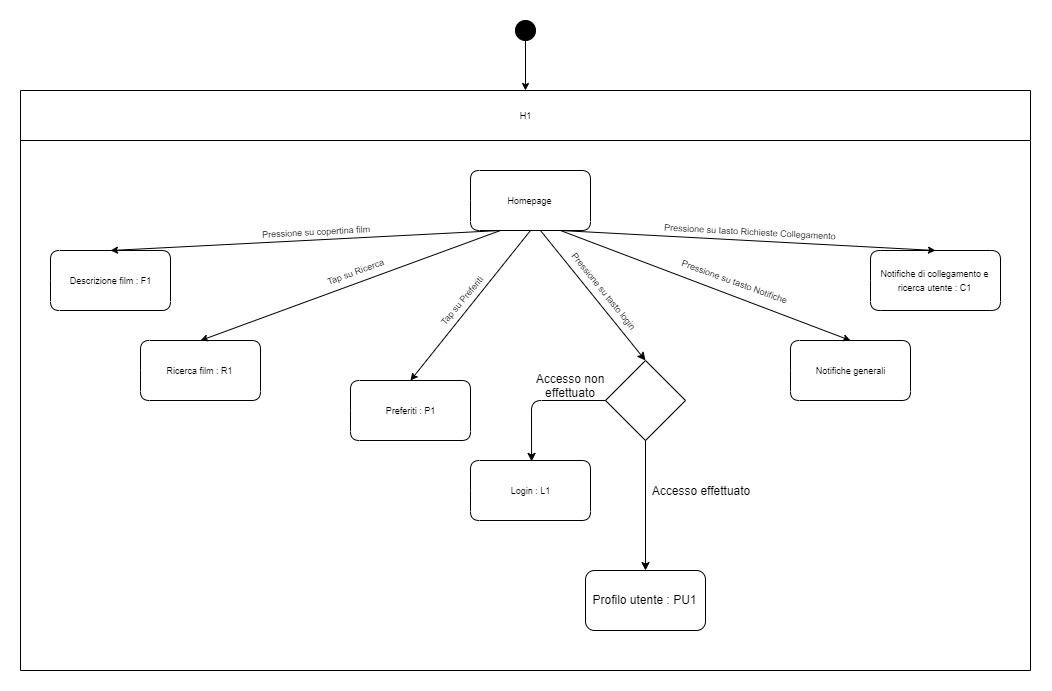 H1
Homepage
Pressione su copertina film
Pressione su tasto Richieste Collegamento
Tap su Ricerca
Tap su Preferiti
Pressione su tasto login
Pressione su tasto Notifiche
Descrizione film : F1
Notifiche di collegamento e
ricerca utente : C1
Ricerca film : R1
Notifiche generali
Preferiti : P1
Accesso non
effettuato
Login : L1
Accesso effettuato
Profilo utente : PU1